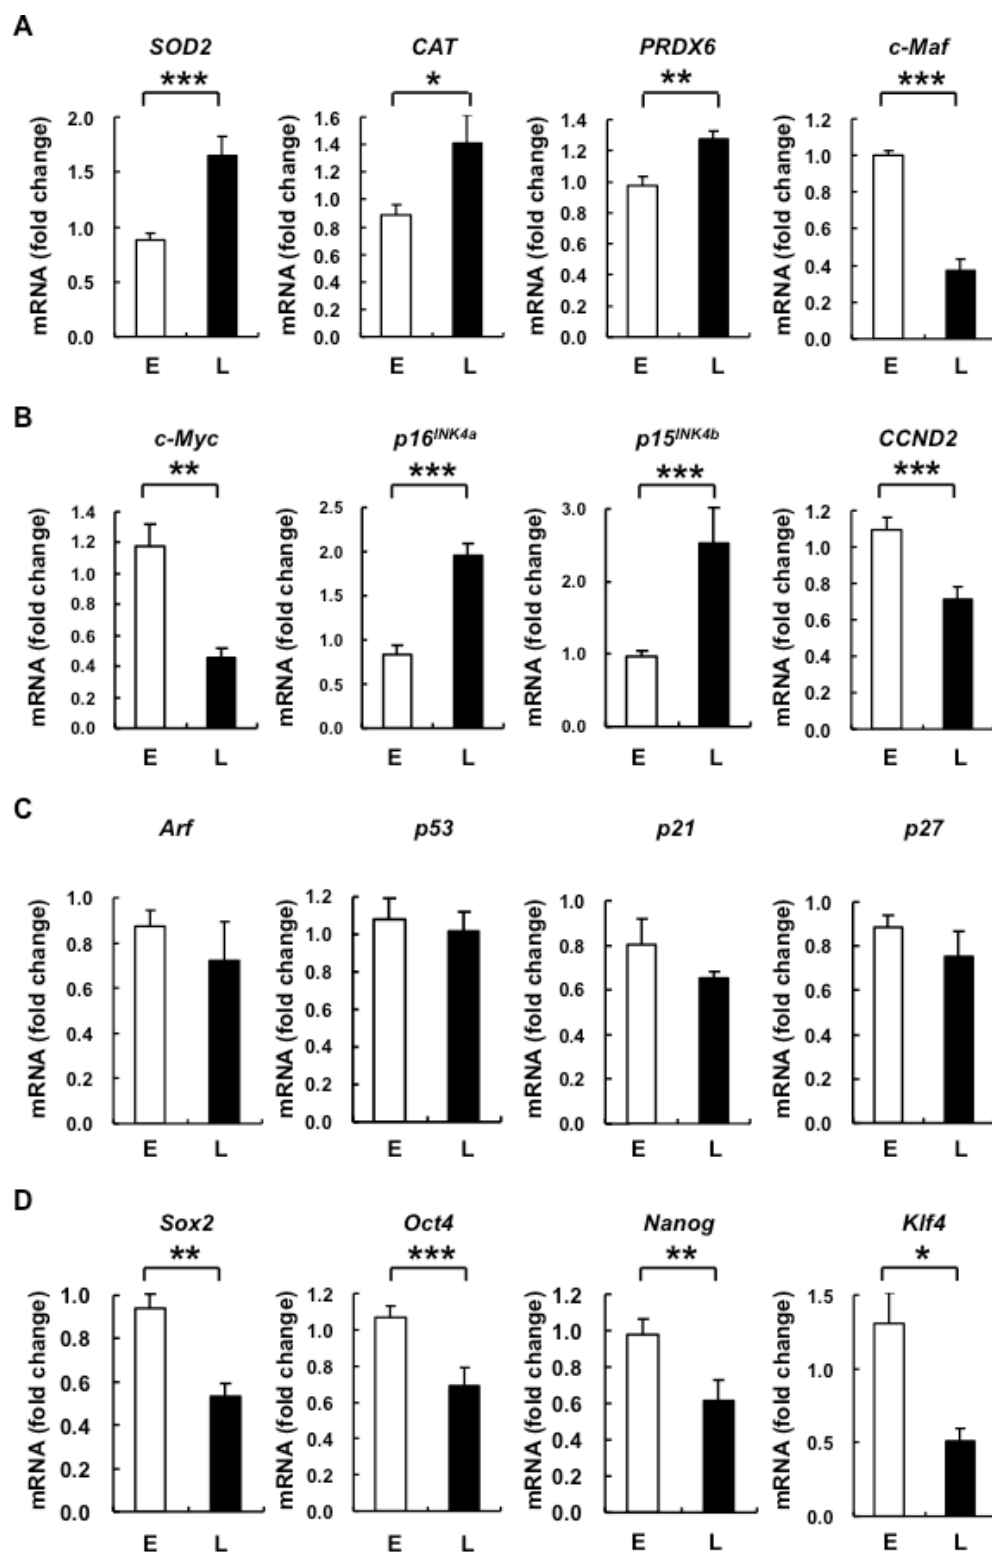 A
SOD2 CAT PRDX6 c-Maf
*** * ** ***
mRNA (fold change) mRNA (fold change) mRNA (fold change) mRNA (fold change)
2.0 1.5 1.0 0.5 0.0
1.6 1.4 1.2 1.0 0.8 0.6 0.4 0.2 0.0
1.4 1.2 1.0 0.8 0.6 0.4 0.2 0.0
1.2 1.0 0.8 0.6 0.4 0.2 0.0
E L E L E L E L
B
c-Myc p16INK4a p15INK4b CCND2
** *** *** ***
mRNA (fold change) mRNA (fold change) mRNA (fold change) mRNA (fold change)
1.4 1.2 1.0 0.8 0.6 0.4 0.2 0.0
2.5 2.0 1.5 1.0 0.5 0.0
3.0 2.0 1.0 0.0
1.2 1.0 0.8 0.6 0.4 0.2 0.0
E L E L E L E L
C
Arf p53 p21 p27
mRNA (fold change) mRNA (fold change) mRNA (fold change) mRNA (fold change)
1.0 0.8 0.6 0.4 0.2 0.0
1.2 1.0 0.8 0.6 0.4 0.2 0.0
1.0 0.8 0.6 0.4 0.2 0.0
1.0 0.8 0.6 0.4 0.2 0.0
E L E L E L E L
D
Sox2 Oct4 Nanog Klf4
** *** ** *
mRNA (fold change) mRNA (fold change) mRNA (fold change) mRNA (fold change)
1.0 0.8 0.6 0.4 0.2 0.0
1.2 1.0 0.8 0.6 0.4 0.2 0.0
1.2 1.0 0.8 0.6 0.4 0.2 0.0
1.5 1.0 0.5 0.0
E L E L E L E L